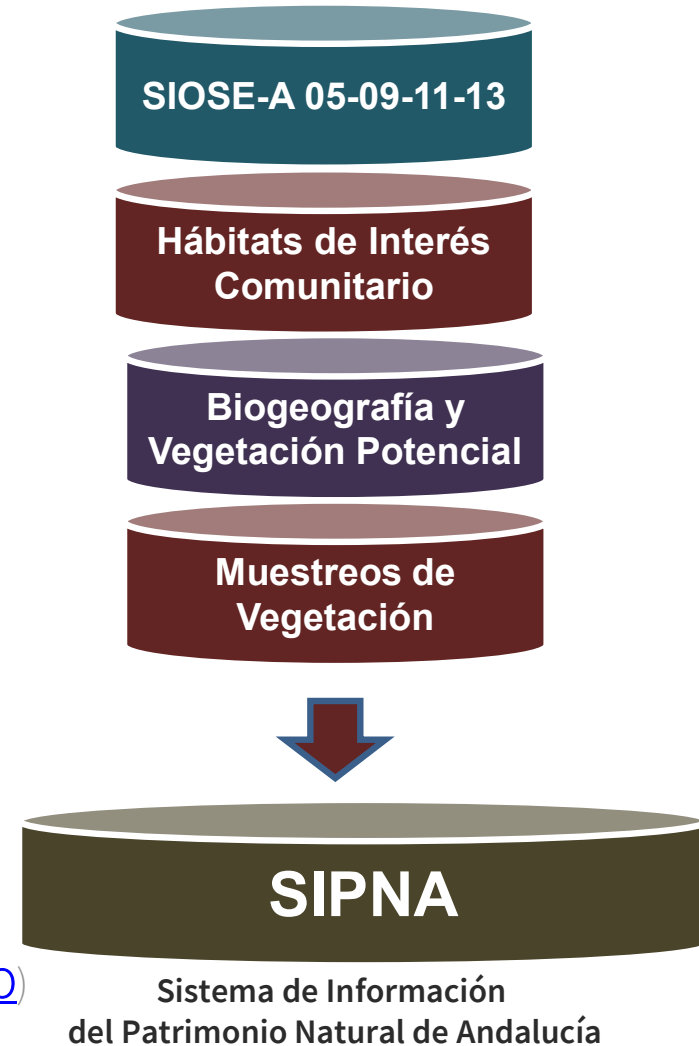 SIOSE-A 05-09-11-13
Hábitats de Interés
Comunitario
Biogeografía y
Vegetación Potencial
Muestreos de
Vegetación
SIPNA
Sistema de Información
del Patrimonio Natural de Andalucía